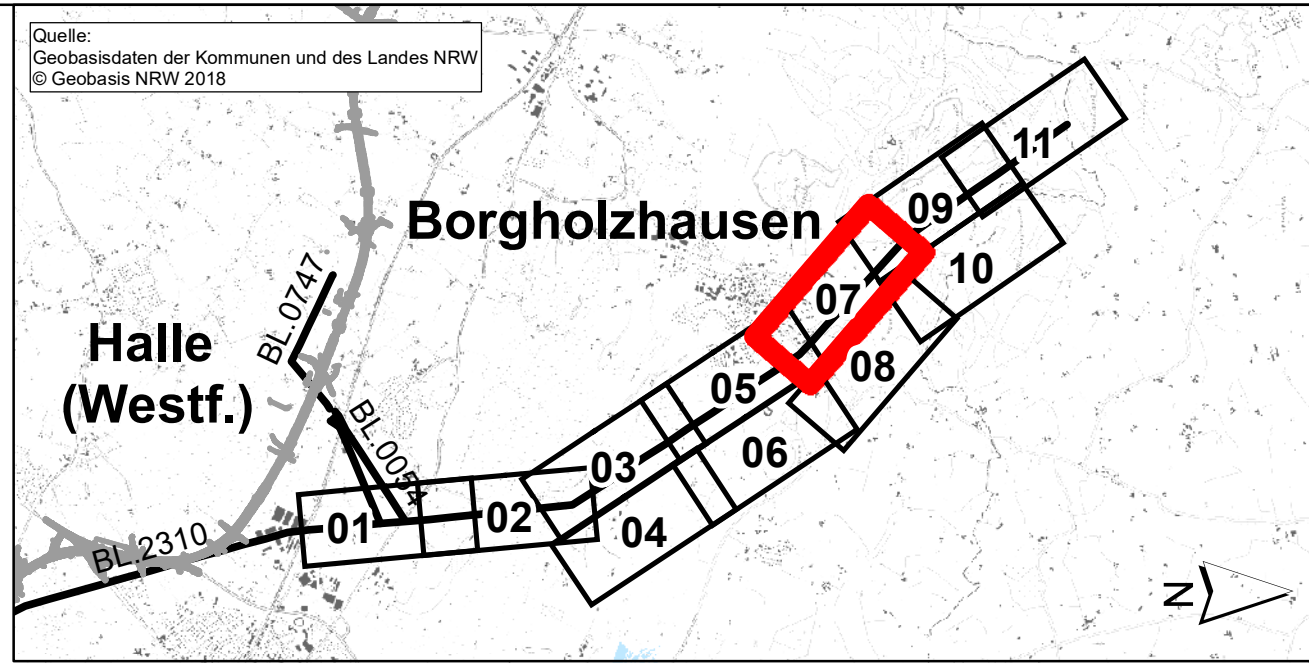 Quelle:
Geobasisdaten der Kommunen und des Landes NRW
© Geobasis NRW 2018
11
09
Borgholzhausen
10
BL.0747
07
Halle
(Westf.)
08
05
BL.0054
06
03
02
01
04
BL.2310
N